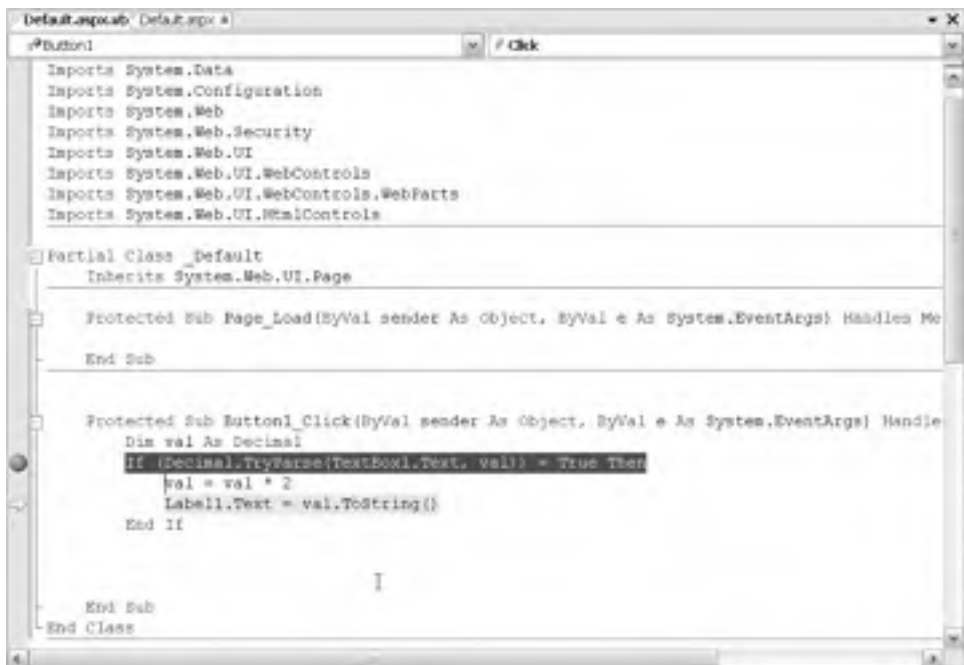 Default.aspx.vb Default.aspx
Button1
Click
Imports System.Data
Imports System.Configuration
Imports System.Web
Imports System.Web.Security
Imports System.Web.UI
Imports System.Web.UI.WebControls
Imports System.Web.UI.WebControls.WebParts
Imports System.Web.UI.HtmlControls
Partial Class _Default
Inherits System.Web.UI.Page
Protected Sub Page_Load(ByVal sender As Object, ByVal e As System.EventArgs) Handles Me
End Sub
Protected Sub Button1_Click(ByVal sender As Object, ByVal e As System.EventArgs) Handle
Dim val As Decimal
If (Decimal.TryParse(TextBox1.Text, val)) = True Then
val = val * 2
Label1.Text = val.ToString()
End If
End Sub
End Class